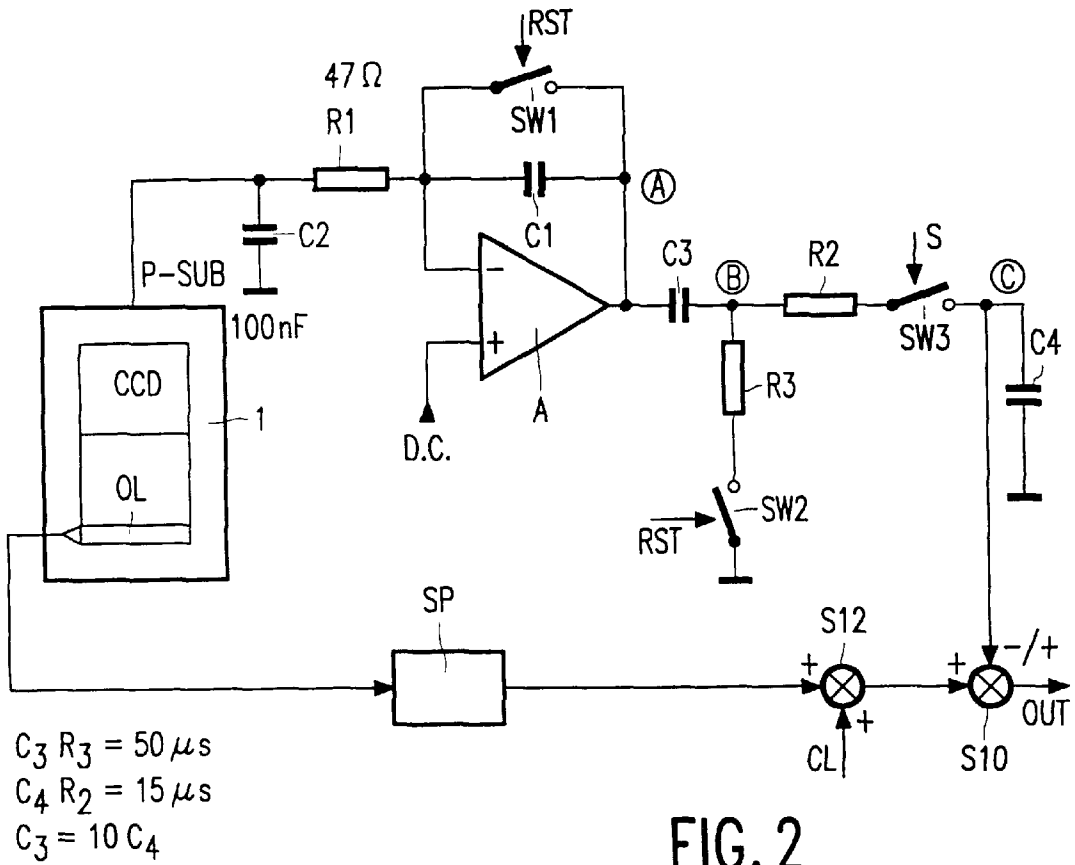 RST
47Ω
R1
SW1
Ⓐ
C1
C2
P-SUB
100nF
S
C3
Ⓑ
R2
Ⓒ
SW3
C4
−
+
A
D.C.
R3
CCD
1
OL
SW2
RST
SP
S12
+
+
CL
+
−/+
OUT
S10
C3 R3 = 50 µs
C4 R2 = 15 µs
C3 = 10 C4
FIG. 2